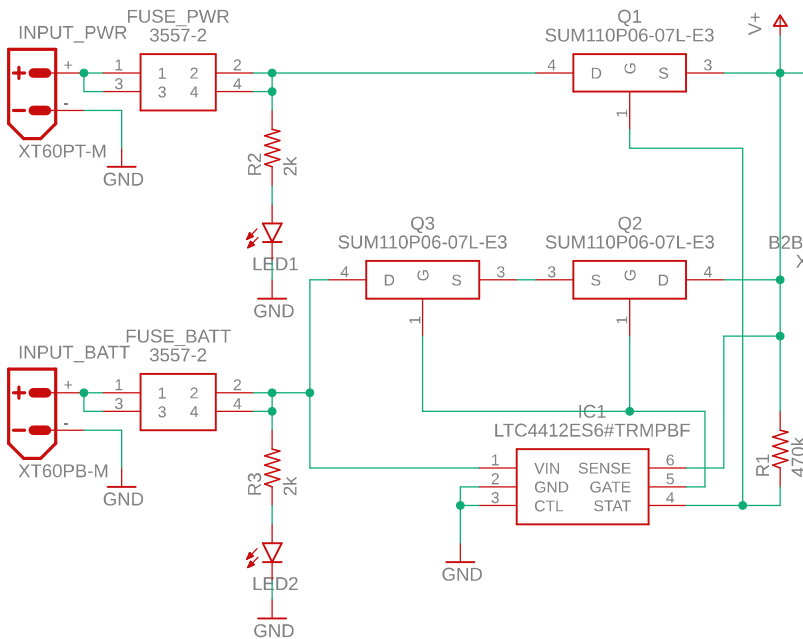 FUSE_PWR
3557-2
INPUT_PWR
+
-
1 1 2 2
3 3 4 4
XT60PT-M
GND
R2
2k
LED1
GND
Q1
SUM110P06-07L-E3
4 D G S 3
1
V+
Q3
SUM110P06-07L-E3
4 D G S 3
1
Q2
SUM110P06-07L-E3
3 S G D 4
1
B2B
X
FUSE_BATT
3557-2
INPUT_BATT
+
-
1 1 2 2
3 3 4 4
XT60PB-M
GND
R3
2k
LED2
GND
IC1
LTC4412ES6#TRMPBF
1 VIN SENSE 6
2 GND GATE 5
3 CTL STAT 4
GND
R1
470k